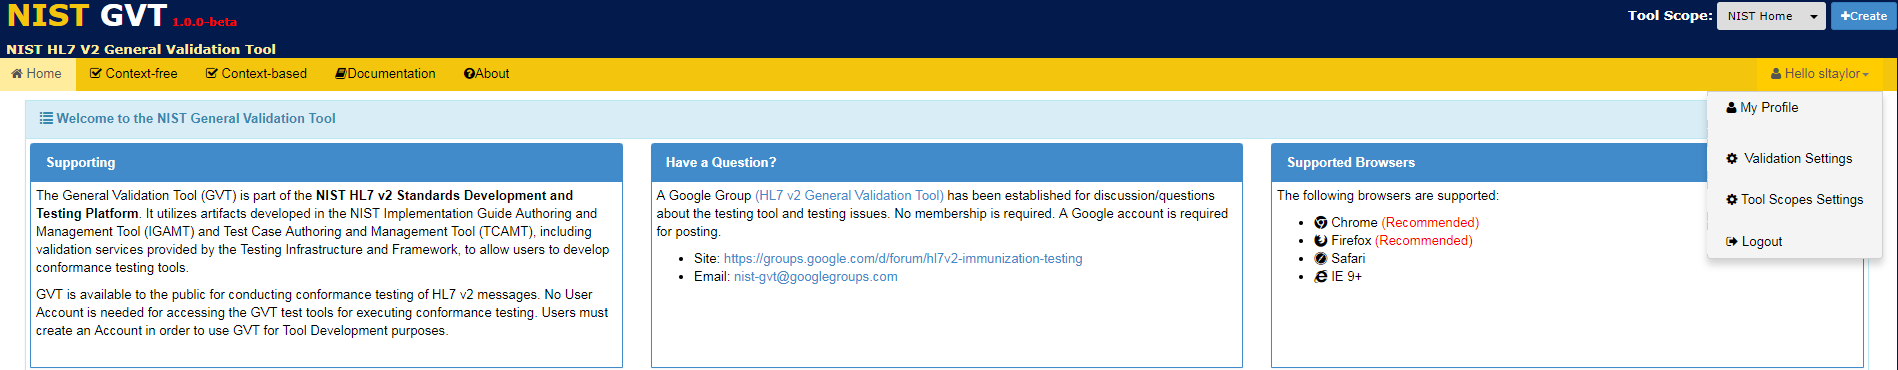 NIST GVT 1.0.0-beta
Tool Scope: NIST Home +Create
NIST HL7 V2 General Validation Tool
Home Context-free Context-based Documentation About Hello sltaylor
My Profile
Validation Settings
Tool Scopes Settings
Logout
Welcome to the NIST General Validation Tool
Supporting
The General Validation Tool (GVT) is part of the NIST HL7 v2 Standards Development and
Testing Platform. It utilizes artifacts developed in the NIST Implementation Guide Authoring and
Management Tool (IGAMT) and Test Case Authoring and Management Tool (TCAMT), including
validation services provided by the Testing Infrastructure and Framework, to allow users to develop
conformance testing tools.
GVT is available to the public for conducting conformance testing of HL7 v2 messages. No User
Account is needed for accessing the GVT test tools for executing conformance testing. Users must
create an Account in order to use GVT for Tool Development purposes.
Have a Question?
A Google Group (HL7 v2 General Validation Tool) has been established for discussion/questions
about the testing tool and testing issues. No membership is required. A Google account is required
for posting.
• Site: https://groups.google.com/d/forum/hl7v2-immunization-testing
• Email: nist-gvt@googlegroups.com
Supported Browsers
The following browsers are supported:
• Chrome (Recommended)
• Firefox (Recommended)
• Safari
• IE 9+